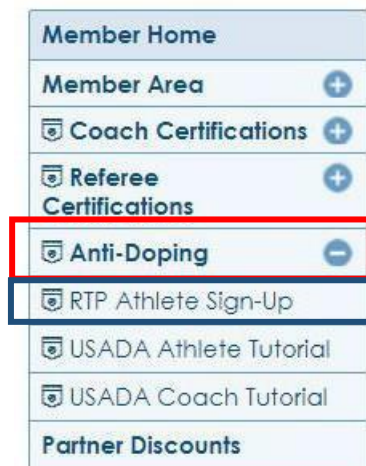 Member Home
Member Area
Coach Certifications
Referee
Certifications
Anti-Doping
RTP Athlete Sign-Up
USADA Athlete Tutorial
USADA Coach Tutorial
Partner Discounts